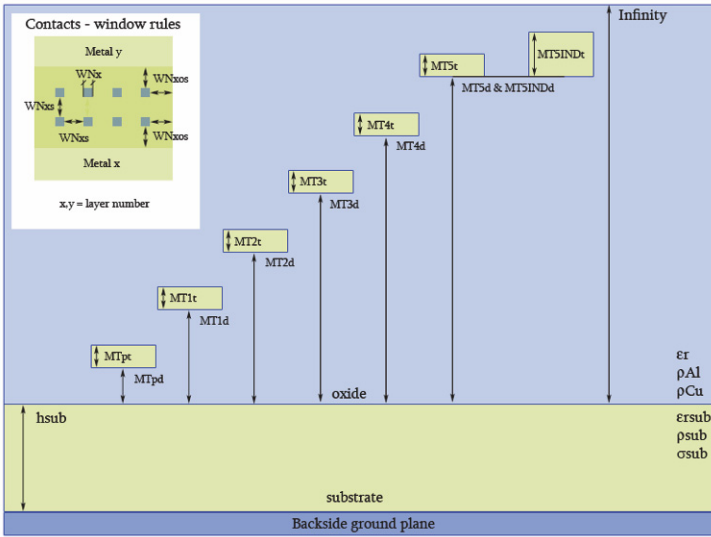 Contacts - window rules
Metal y
WNx
WNxos
WNxs
WNxs
WNxos
Metal x
x,y = layer number
Infinity
MT5INDt
MT5t
MT5d & MT5INDd
MT4t
MT4d
MT3t
MT3d
MT2t
MT2d
MT1t
MT1d
MTpt
MTpd
εr
ρAl
ρCu
oxide
hsub
εrsub
ρsub
σsub
substrate
Backside ground plane